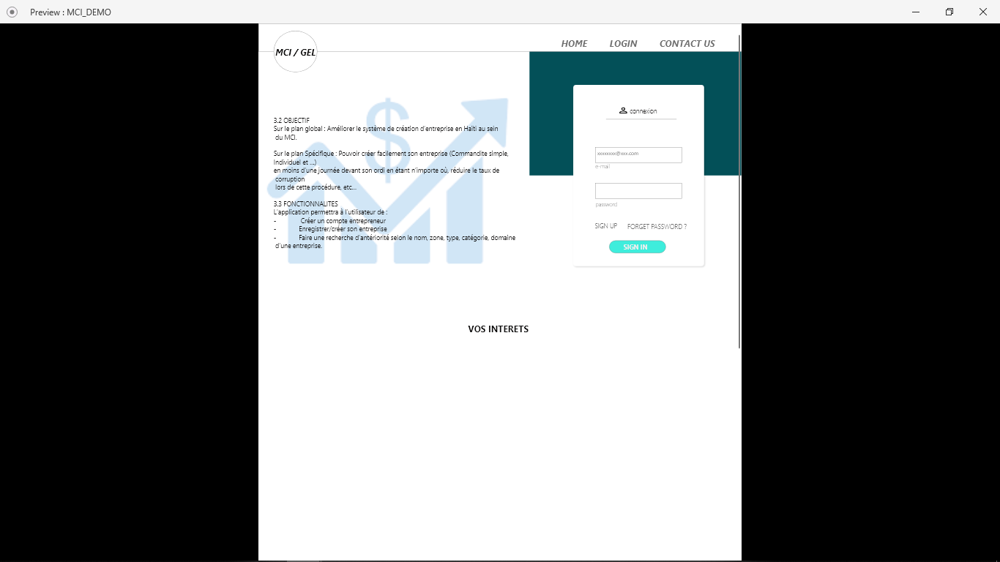 Preview : MCI_DEMO
MCI / GEL
HOME LOGIN CONTACT US
3.2 OBJECTIF
Sur le plan global : Améliorer le système de création d'entreprise en Haïti au sein
du MCI.
Sur le plan Spécifique : Pouvoir créer facilement son entreprise (Commandite simple,
Individuel et ...)
en moins d'une journée devant son ordi en étant n'importe où, réduire le taux de
corruption
lors de cette procédure, etc...
3.3 FONCTIONNALITES
L'application permettra à l'utilisateur de :
- Créer un compte entrepreneur
- Enregistrer/créer son entreprise
- Faire une recherche d'antériorité selon le nom, zone, type, catégorie, domaine
d'une entreprise.
$
connexion
xxxxxxxx@xxx.com
e-mail
password
SIGN UP FORGET PASSWORD ?
SIGN IN
VOS INTERETS